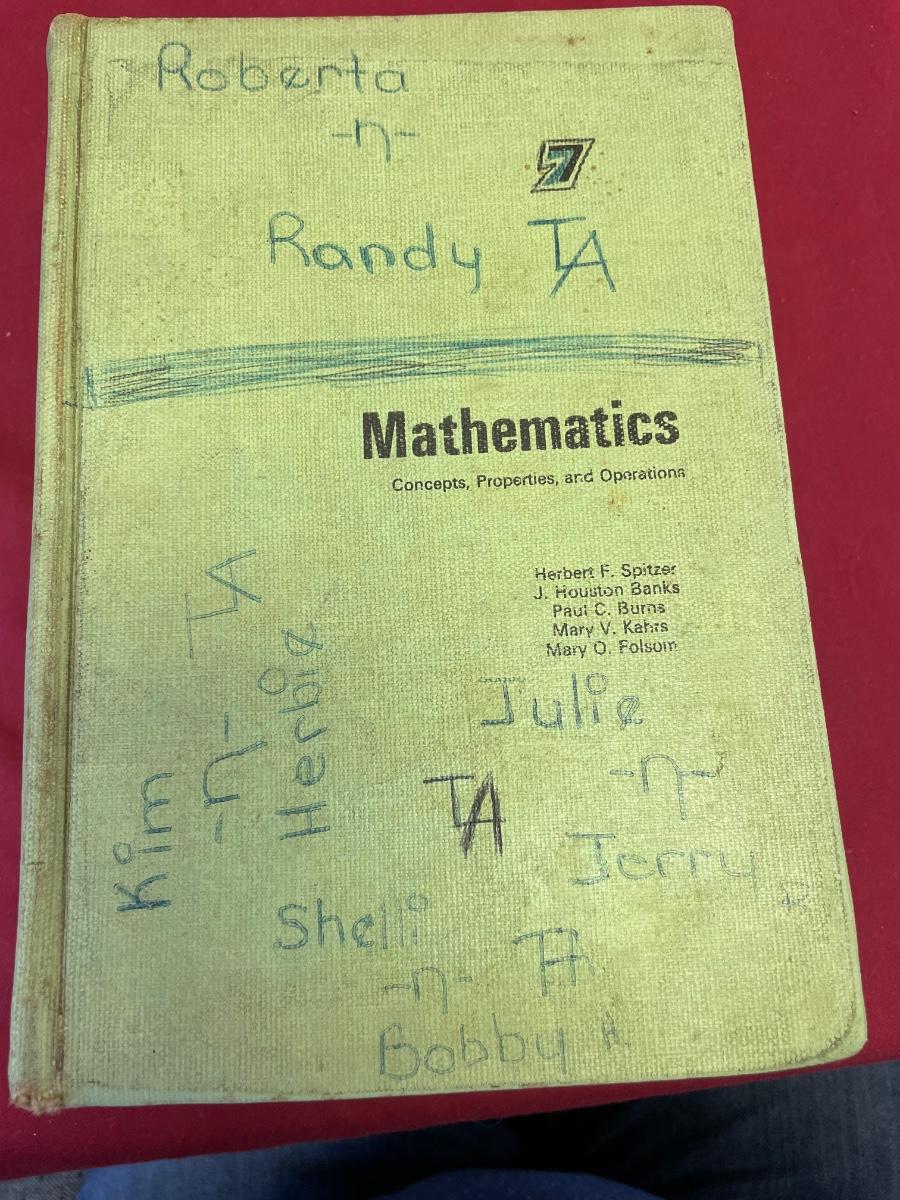 Roberta
-n-
7
Randy TA
Mathematics
Concepts, Properties, and Operations
Herbert F. Spitzer
J. Houston Banks
Paul C. Burns
Mary V. Kahrs
Mary O. Folsom
TA
Kim
-n-
Herbie
Julie
-n-
Jerry
TA
Shelli
-n-
Bobby H
TA